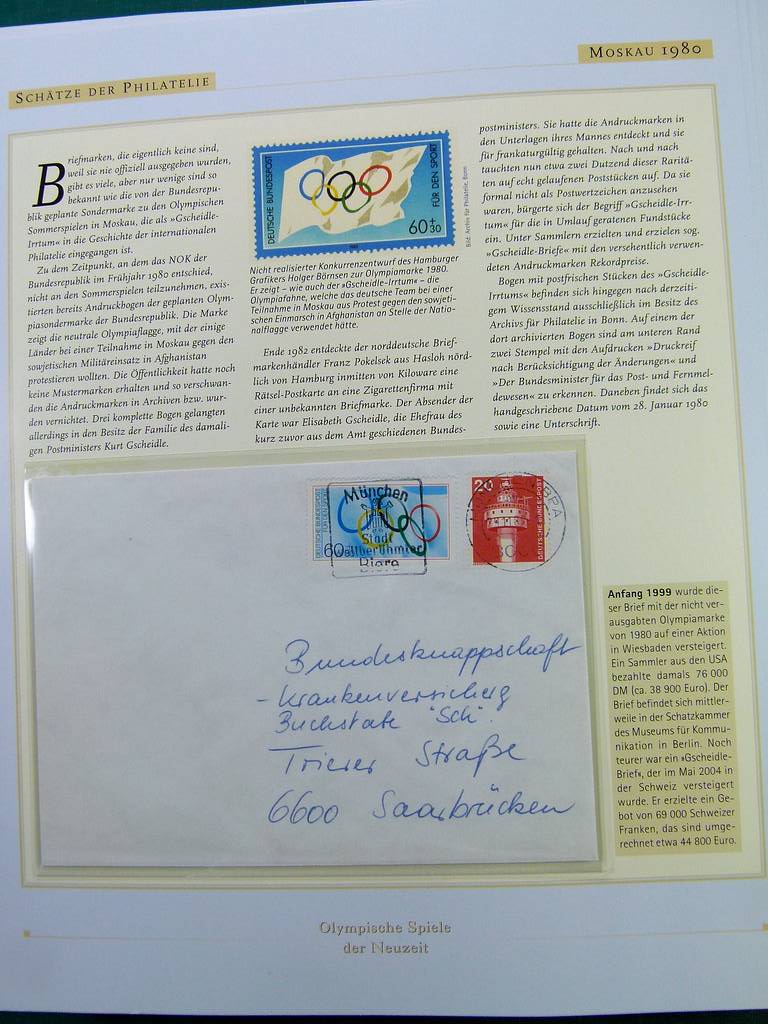 SCHÄTZE DER PHILATELIE
MOSKAU 1980
Briefmarken, die eigentlich keine sind,
weil sie nie offiziell ausgegeben wurden,
gibt es viele, aber nur wenige sind so
bekannt wie die von der Bundesrepu-
blik geplante Sondermarke zu den Olympischen
Sommerspielen in Moskau, die als »Gscheidle-
Irrtum« in die Geschichte der internationalen
Philatelie eingegangen ist.
Zu dem Zeitpunkt, an dem das NOK der
Bundesrepublik im Frühjahr 1980 entschied,
nicht an den Sommerspielen teilzunehmen, exis-
tierten bereits Andruckbogen der geplanten Olym-
piasondermarke der Bundesrepublik. Die Marke
zeigt die neutrale Olympiaflagge, mit der einige
Länder bei einer Teilnahme in Moskau gegen den
sowjetischen Militäreinsatz in Afghanistan
protestieren wollten. Die Öffentlichkeit hatte noch
keine Mustermarken erhalten und so verschwan-
den die Andruckmarken in Archiven bzw. wur-
den vernichtet. Drei komplette Bogen gelangten
allerdings in den Besitz der Familie des damali-
gen Postministers Kurt Gscheidle.
DEUTSCHE BUNDESPOST
FÜR DEN SPORT
60+30
Bild: Archiv für Philatelie, Bonn
Nicht realisierter Konkurrenzentwurf des Hamburger
Grafikers Holger Börnsen zur Olympiamarke 1980.
Er zeigt – wie auch der »Gscheidle-Irrtum« – die
Olympiafahne, welche das deutsche Team bei einer
Teilnahme in Moskau aus Protest gegen den sowjeti-
schen Einmarsch in Afghanistan an Stelle der Natio-
nalflagge verwendet hätte.
Ende 1982 entdeckte der norddeutsche Brief-
markenhändler Franz Pokelsek aus Hasloh nörd-
lich von Hamburg inmitten von Kiloware eine
Rätsel-Postkarte an eine Zigarettenfirma mit
einer unbekannten Briefmarke. Der Absender der
Karte war Elisabeth Gscheidle, die Ehefrau des
kurz zuvor aus dem Amt geschiedenen Bundes-
postministers. Sie hatte die Andruckmarken in
den Unterlagen ihres Mannes entdeckt und sie
für frankaturgültig gehalten. Nach und nach
tauchten nun etwa zwei Dutzend dieser Raritä-
ten auf echt gelaufenen Poststücken auf. Da sie
formal nicht als Postwertzeichen anzusehen
waren, bürgerte sich der Begriff »Gscheidle-Irr-
tum« für die in Umlauf geratenen Fundstücke
ein. Unter Sammlern erzielten und erzielen sog.
»Gscheidle-Briefe« mit den versehentlich verwen-
deten Andruckmarken Rekordpreise.
Bogen mit postfrischen Stücken des »Gscheidle-
Irrtums« befinden sich hingegen nach derzeiti-
gem Wissensstand ausschließlich im Besitz des
Archivs für Philatelie in Bonn. Auf einem der
dort archivierten Bogen sind am unteren Rand
zwei Stempel mit den Aufdrucken »Druckreif
nach Berücksichtigung der Änderungen« und
»Der Bundesminister für das Post- und Fernmel-
dewesen« zu erkennen. Daneben findet sich das
handgeschriebene Datum vom 28. Januar 1980
sowie eine Unterschrift.
DEUTSCHE BUNDESPOST
FÜR DEN SPORT
60
München
Stadt
weltberühmter
Biere
20
DEUTSCHE BUNDESPOST
Bundesknappschaft
- Krankenversicherg
Buchstabe "Sch".
Trierer Straße
6600 Saarbrücken
Anfang 1999 wurde die-
ser Brief mit der nicht ver-
ausgabten Olympiamarke
von 1980 auf einer Aktion
in Wiesbaden versteigert.
Ein Sammler aus den USA
bezahlte damals 76 000
DM (ca. 38 900 Euro). Der
Brief befindet sich mittler-
weile in der Schatzkammer
des Museums für Kommu-
nikation in Berlin. Noch
teurer war ein »Gscheidle-
Brief«, der im Mai 2004 in
der Schweiz versteigert
wurde. Er erzielte ein Ge-
bot von 69 000 Schweizer
Franken, das sind umge-
rechnet etwa 44 800 Euro.
Olympische Spiele
der Neuzeit